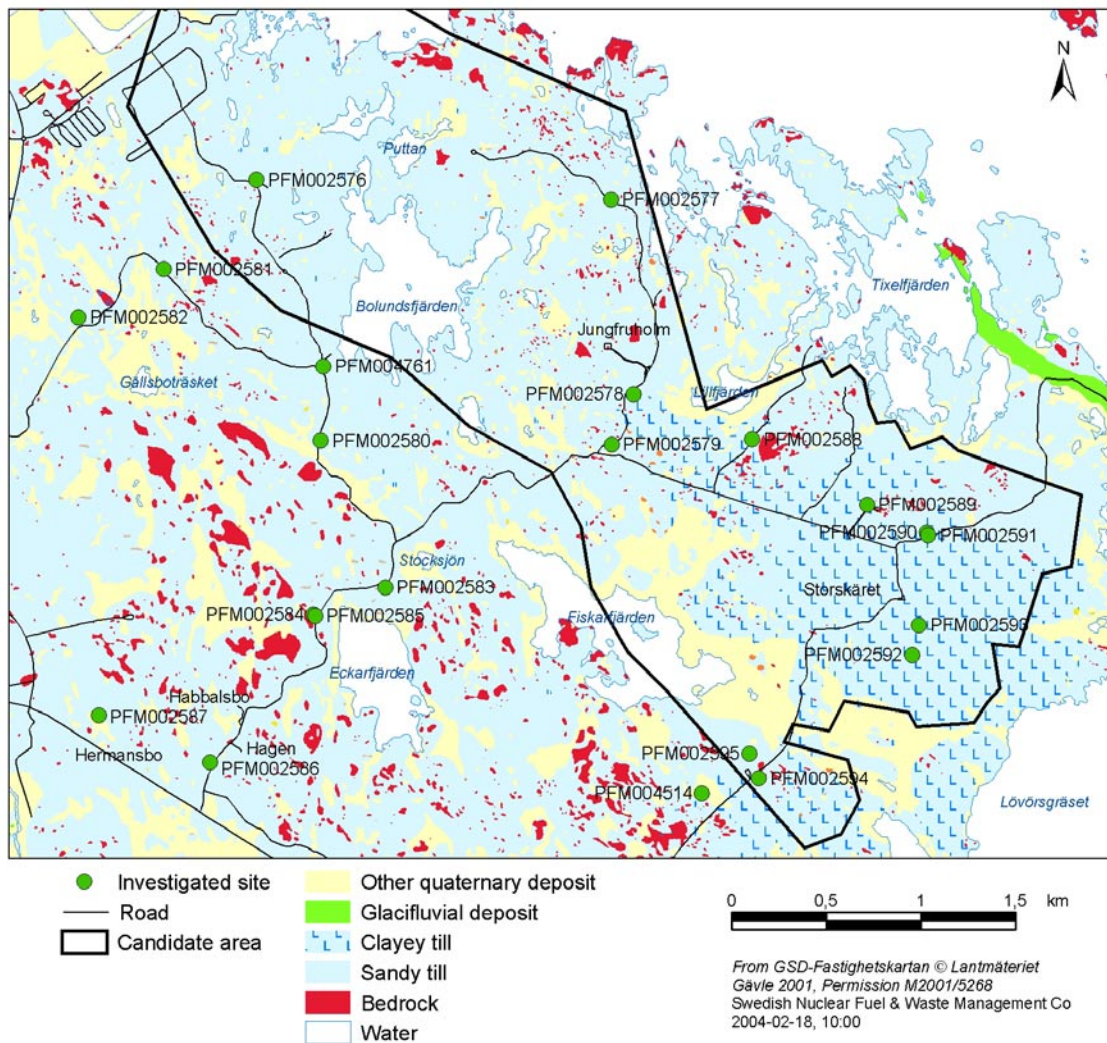 N
Puttan
PFM002576
PFM002577
PFM002581
Tixelfjärden
Bolundsfjärden
PFM002582
Jungfruholm
PFM004761
Gällsboträsket
PFM002578
Lillfjärden
PFM002580
PFM002579
PFM002588
PFM002589
PFM002590
PFM002591
Stocksjön
PFM002583
Storskäret
PFM002584
PFM002585
Fiskarfjärden
PFM002593
PFM002592
Eckarfjärden
Habbalsbo
PFM002587
Hermansbo
Hagen
PFM002586
PFM002595
PFM002594
PFM004514
Lövörsgräset
Investigated site
Road
Candidate area
Other quaternary deposit
Glacifluvial deposit
Clayey till
Sandy till
Bedrock
Water
0 0,5 1 1,5 km
From GSD-Fastighetskartan © Lantmäteriet
Gävle 2001, Permission M2001/5268
Swedish Nuclear Fuel & Waste Management Co
2004-02-18, 10:00